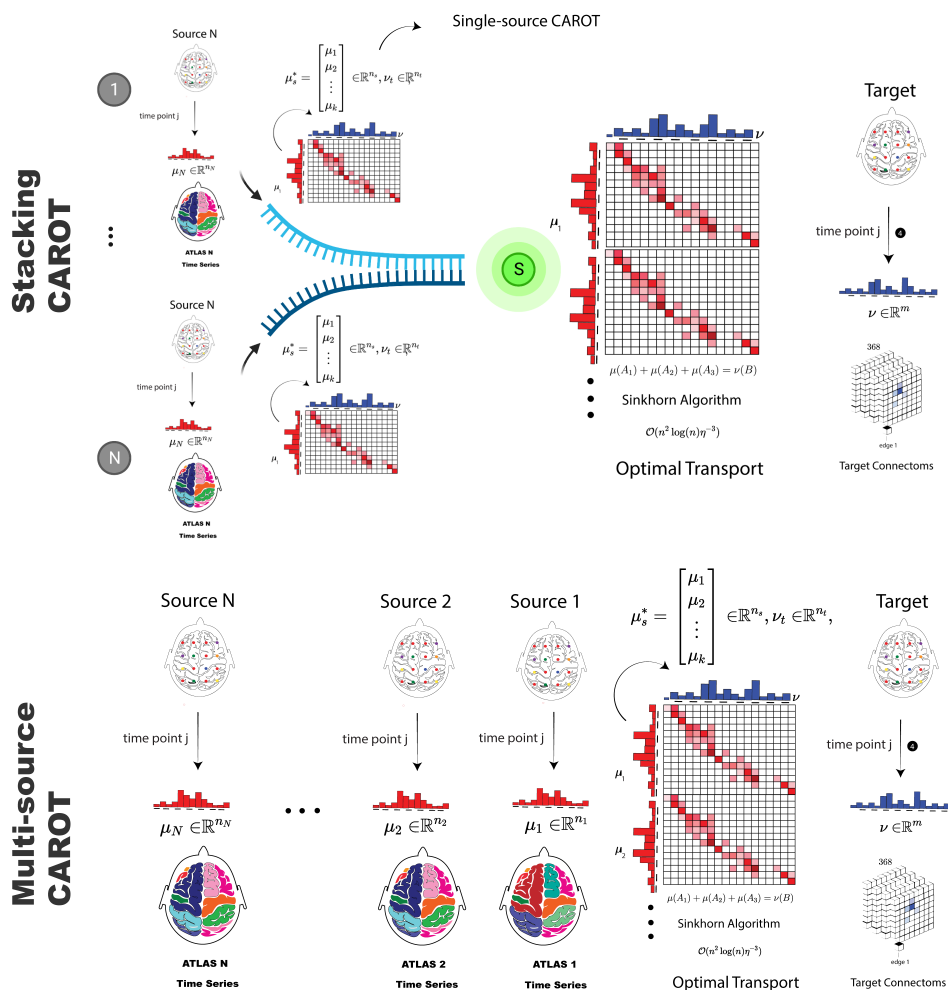 Stacking
CAROT
1
Source N
time point j
μ_N ∈ℝ^{n_N}
ATLAS N
Time Series
μ_s^* = [μ_1 μ_2 ⋮ μ_k] ∈ℝ^{n_s}, ν_t ∈ℝ^{n_t}
Single-source CAROT
ν
μ_1
Source N
time point j
μ_N ∈ℝ^{n_N}
N
ATLAS N
Time Series
μ_s^* = [μ_1 μ_2 ⋮ μ_k] ∈ℝ^{n_s}, ν_t ∈ℝ^{n_t}
ν
μ_1
S
ν
μ_1
μ(A_1) + μ(A_2) + μ(A_3) = ν(B)
Sinkhorn Algorithm
𝒪(n^2 log(n)η^{-3})
Optimal Transport
Target
time point j 4
ν ∈ℝ^m
368
edge 1
Target Connectoms
Multi-source
CAROT
Source N
time point j
μ_N ∈ℝ^{n_N}
ATLAS N
Time Series
Source 2
time point j
μ_2 ∈ℝ^{n_2}
ATLAS 2
Time Series
Source 1
time point j
μ_1 ∈ℝ^{n_1}
ATLAS 1
Time Series
μ_s^* = [μ_1 μ_2 ⋮ μ_k] ∈ℝ^{n_s}, ν_t ∈ℝ^{n_t},
ν
μ_1
μ_2
μ(A_1) + μ(A_2) + μ(A_3) = ν(B)
Sinkhorn Algorithm
𝒪(n^2 log(n)η^{-3})
Optimal Transport
Target
time point j 4
ν ∈ℝ^m
368
edge 1
Target Connectoms